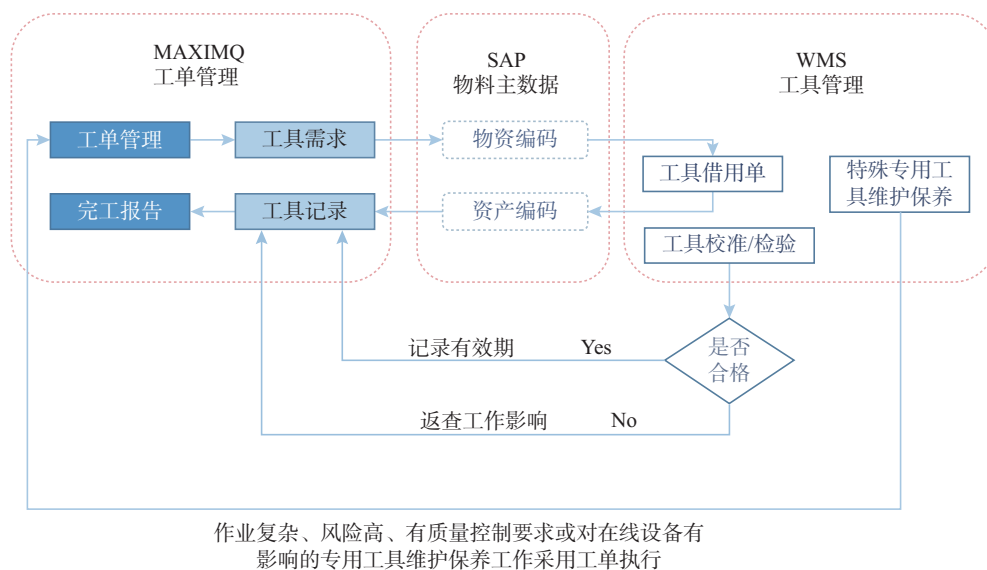 MAXIMQ
工单管理
SAP
物料主数据
WMS
工具管理
工单管理
工具需求
物资编码
工具借用单
特殊专用工
具维护保养
完工报告
工具记录
资产编码
工具校准/检验
是否
合格
记录有效期
Yes
返查工作影响
No
作业复杂、风险高、有质量控制要求或对在线设备有
影响的专用工具维护保养工作采用工单执行